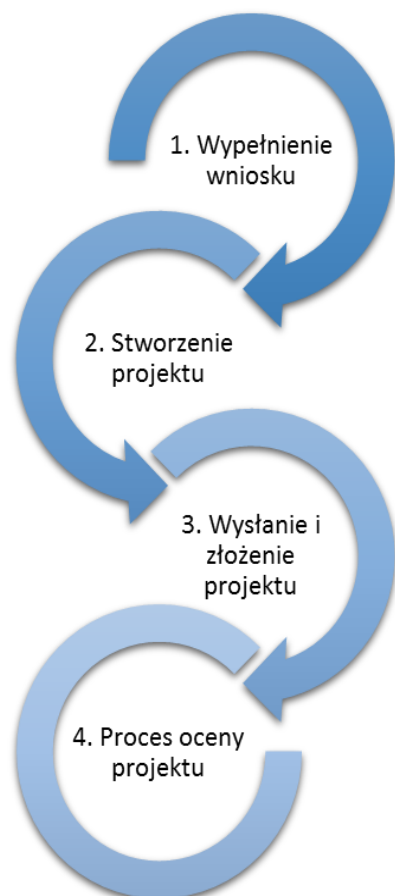 1. Wypełnienie
wniosku
2. Stworzenie
projektu
3. Wysłanie i
złożenie
projektu
4. Proces oceny
projektu